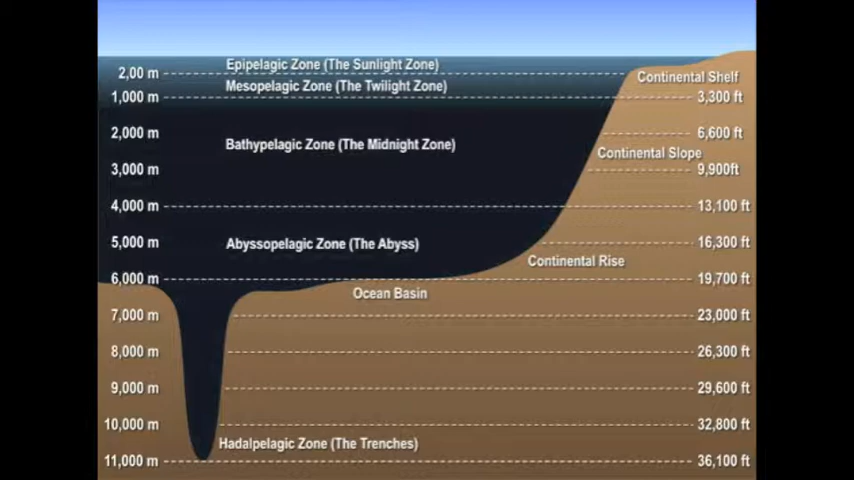 Epipelagic Zone (The Sunlight Zone)
2,00 m
Continental Shelf
Mesopelagic Zone (The Twilight Zone)
1,000 m
3,300 ft
2,000 m
6,600 ft
Bathypelagic Zone (The Midnight Zone)
Continental Slope
3,000 m
9,900ft
4,000 m
13,100 ft
5,000 m
Abyssopelagic Zone (The Abyss)
16,300 ft
Continental Rise
6,000 m
19,700 ft
Ocean Basin
7,000 m
23,000 ft
8,000 m
26,300 ft
9,000 m
29,600 ft
10,000 m
32,800 ft
Hadalpelagic Zone (The Trenches)
11,000 m
36,100 ft